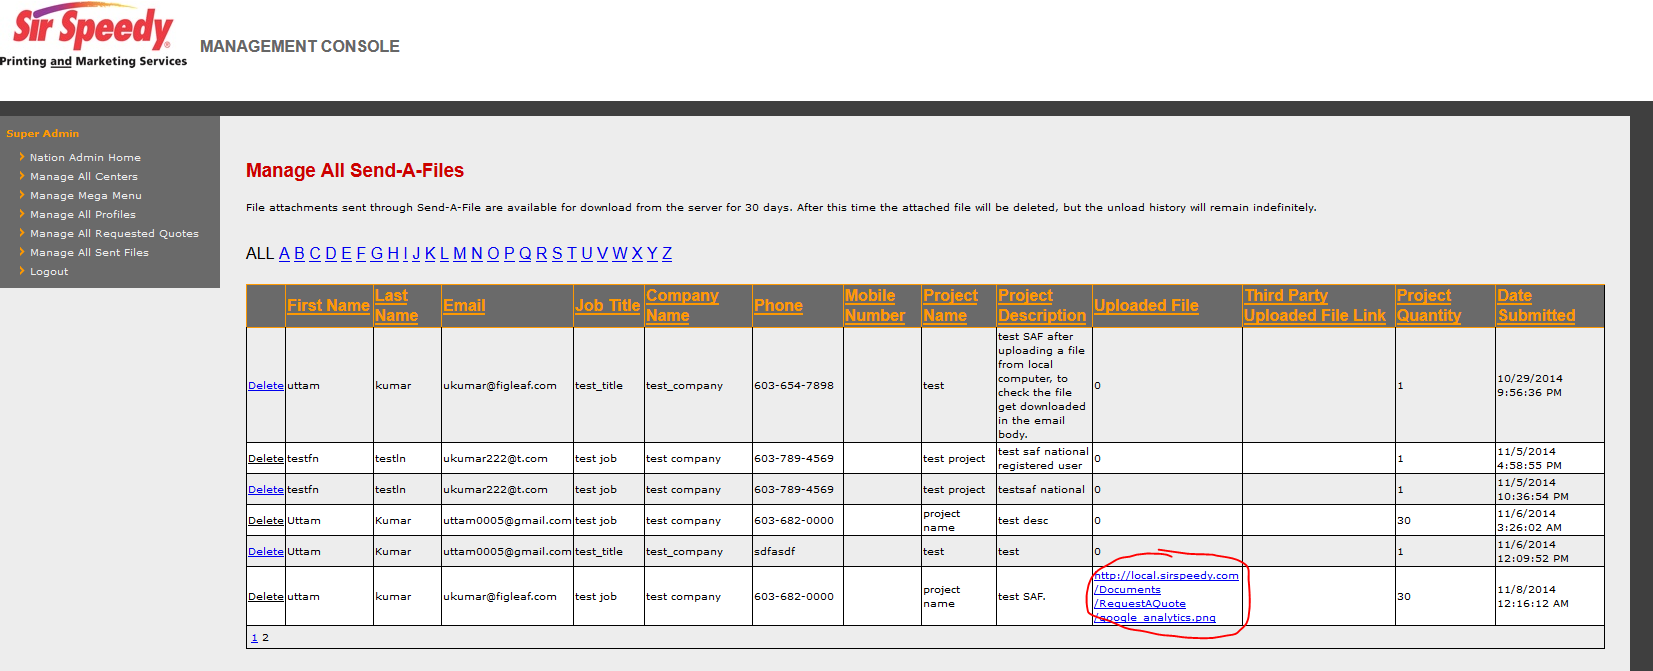 Sir Speedy®
Printing and Marketing Services
MANAGEMENT CONSOLE
Super Admin
Nation Admin Home
Manage All Centers
Manage Mega Menu
Manage All Profiles
Manage All Requested Quotes
Manage All Sent Files
Logout
Manage All Send-A-Files
File attachments sent through Send-A-File are available for download from the server for 30 days. After this time the attached file will be deleted, but the unload history will remain indefinitely.
ALL A B C D E F G H I J K L M N O P Q R S T U V W X Y Z
First Name
Last
Name
Email
Job Title
Company
Name
Phone
Mobile
Number
Project
Name
Project
Description
Uploaded File
Third Party
Uploaded File Link
Project
Quantity
Date
Submitted
Delete
uttam
kumar
ukumar@figleaf.com
test_title
test_company
603-654-7898
test
test SAF after
uploading a file
from local
computer, to
check the file
get downloaded
in the email
body.
0
1
10/29/2014
9:56:36 PM
Delete
testfn
testln
ukumar222@t.com
test job
test company
603-789-4569
test project
test saf national
registered user
0
1
11/5/2014
4:58:55 PM
Delete
testfn
testln
ukumar222@t.com
test job
test company
603-789-4569
test project
testsaf national
0
1
11/5/2014
10:36:54 PM
Delete
Uttam
Kumar
uttam0005@gmail.com
test job
test company
603-682-0000
project
name
test desc
0
30
11/6/2014
3:26:02 AM
Delete
Uttam
Kumar
uttam0005@gmail.com
test_title
test_company
sdfasdf
test
test
0
1
11/6/2014
12:09:52 PM
Delete
uttam
kumar
ukumar@figleaf.com
test job
test company
603-682-0000
project
name
test SAF.
http://local.sirspeedy.com
/Documents
/RequestAQuote
/google_analytics.png
30
11/8/2014
12:16:12 AM
1 2